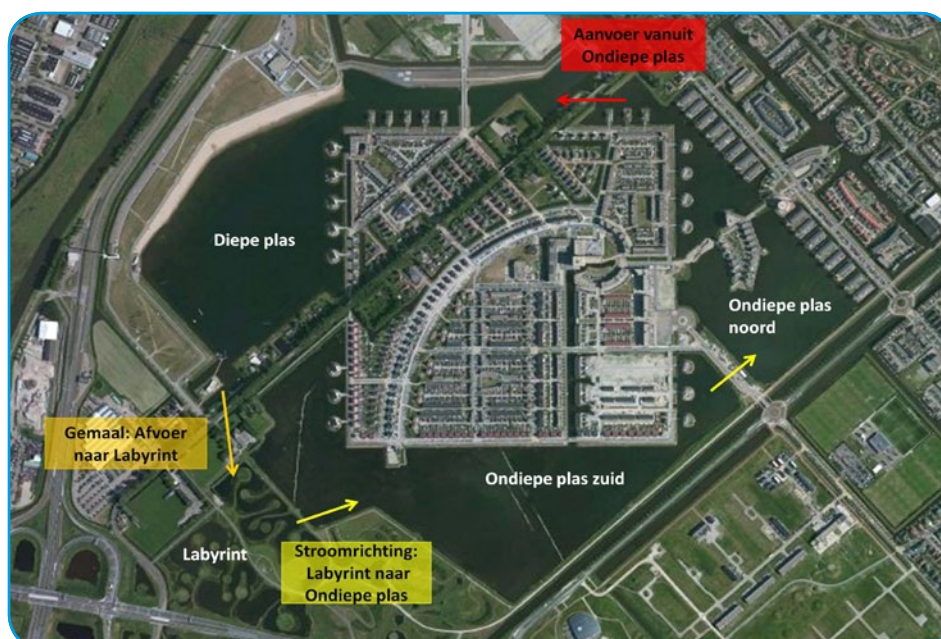 Aanvoer vanuit
Ondiepe plas
Diepe plas
Ondiepe plas
noord
Gemaal: Afvoer
naar Labyrint
Ondiepe plas zuid
Labyrint
Stroomrichting:
Labyrint naar
Ondiepe plas